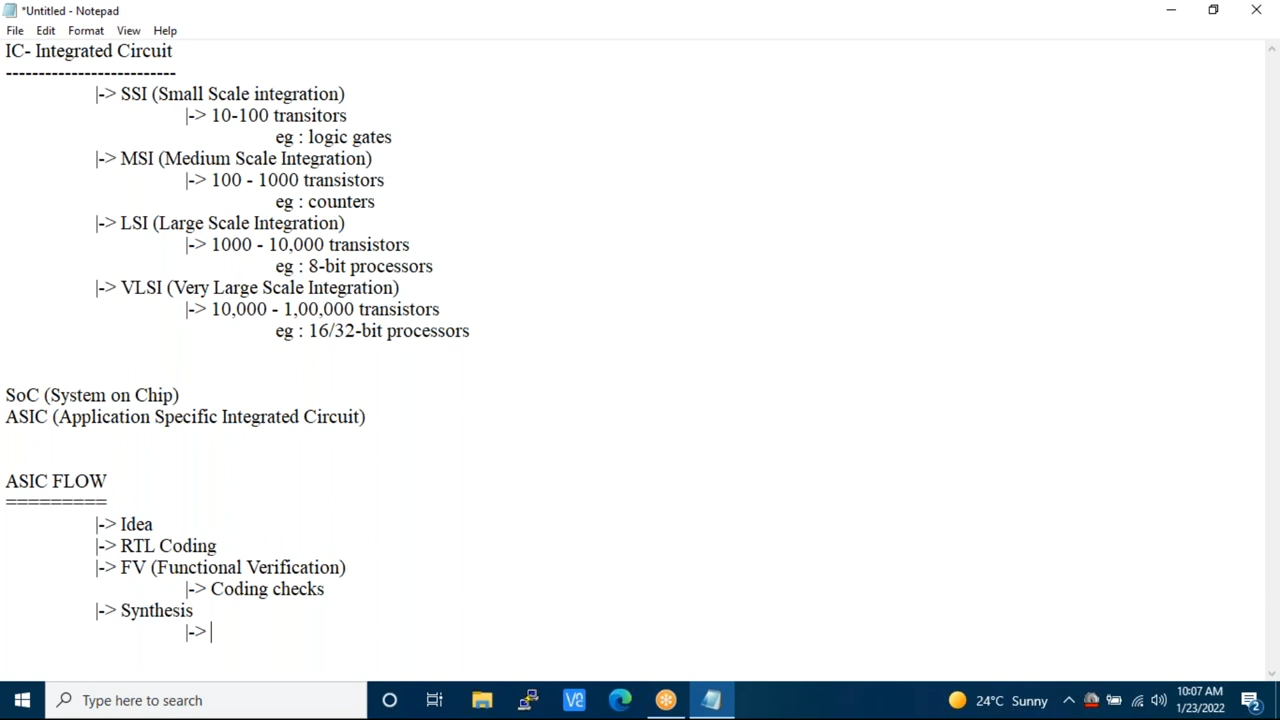 *Untitled - Notepad
File Edit Format View Help
IC- Integrated Circuit
--------------------------
|-> SSI (Small Scale integration)
|-> 10-100 transitors
eg : logic gates
|-> MSI (Medium Scale Integration)
|-> 100 - 1000 transistors
eg : counters
|-> LSI (Large Scale Integration)
|-> 1000 - 10,000 transistors
eg : 8-bit processors
|-> VLSI (Very Large Scale Integration)
|-> 10,000 - 1,00,000 transistors
eg : 16/32-bit processors
SoC (System on Chip)
ASIC (Application Specific Integrated Circuit)
ASIC FLOW
=========
|-> Idea
|-> RTL Coding
|-> FV (Functional Verification)
|-> Coding checks
|-> Synthesis
|->
Type here to search
24°C Sunny
10:07 AM
1/23/2022
2